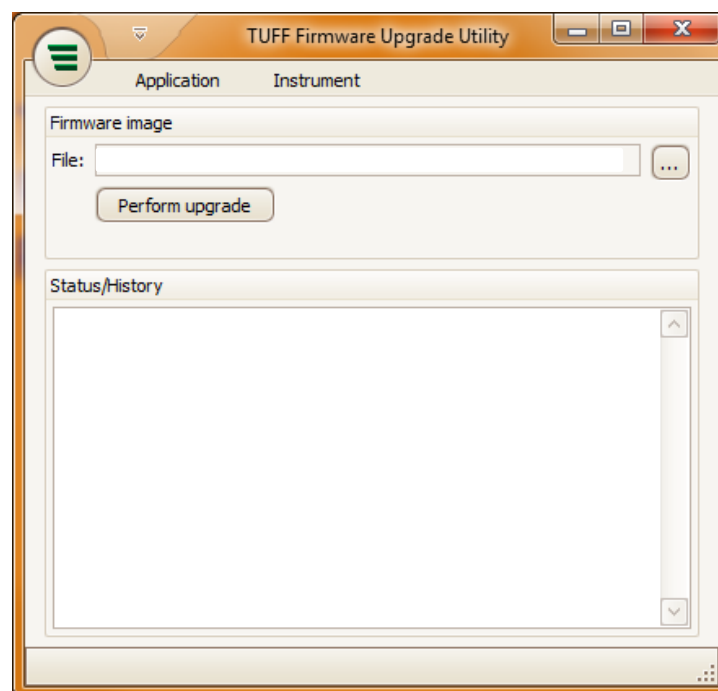 TUFF Firmware Upgrade Utility
Application Instrument
Firmware image
File: ...
Perform upgrade
Status/History